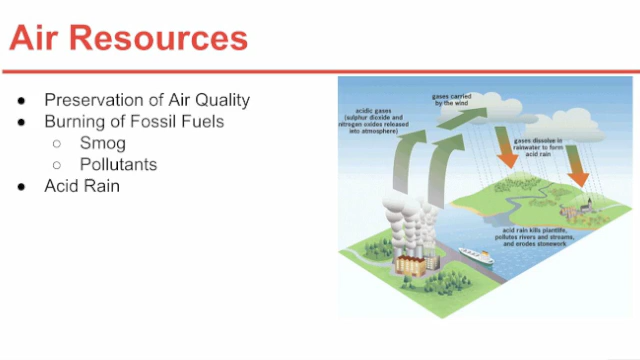 Air Resources
● Preservation of Air Quality
● Burning of Fossil Fuels
○ Smog
○ Pollutants
● Acid Rain
acidic gases
(sulphur dioxide and
nitrogen oxides released
into atmosphere)
gases carried
by the wind
gases dissolve in
rainwater to form
acid rain
acid rain kills plantlife,
pollutes rivers and streams,
and erodes stonework